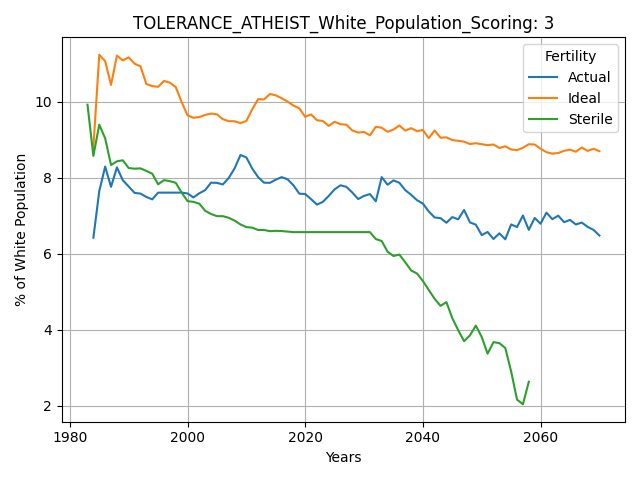 TOLERANCE_ATHEIST_White_Population_Scoring: 3
Fertility
Actual
Ideal
Sterile
% of White Population
10
8
6
4
2
1980
2000
2020
2040
2060
Years